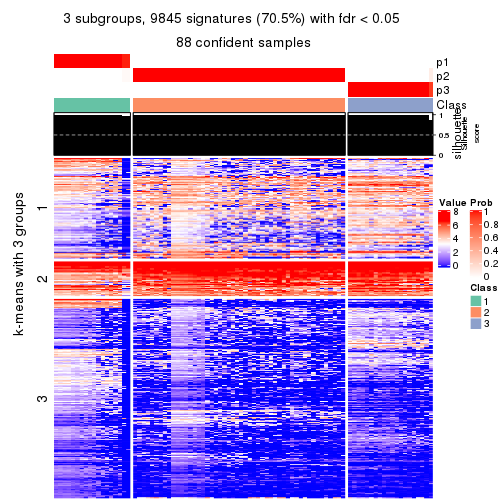 3 subgroups, 9845 signatures (70.5%) with fdr < 0.05
88 confident samples
p1
p2
p3
Class
silhouette
Silhouette
score
1
0.5
0
k-means with 3 groups
1
2
3
Value
8
6
4
2
0
Prob
1
0.8
0.6
0.4
0.2
0
Class
1
2
3